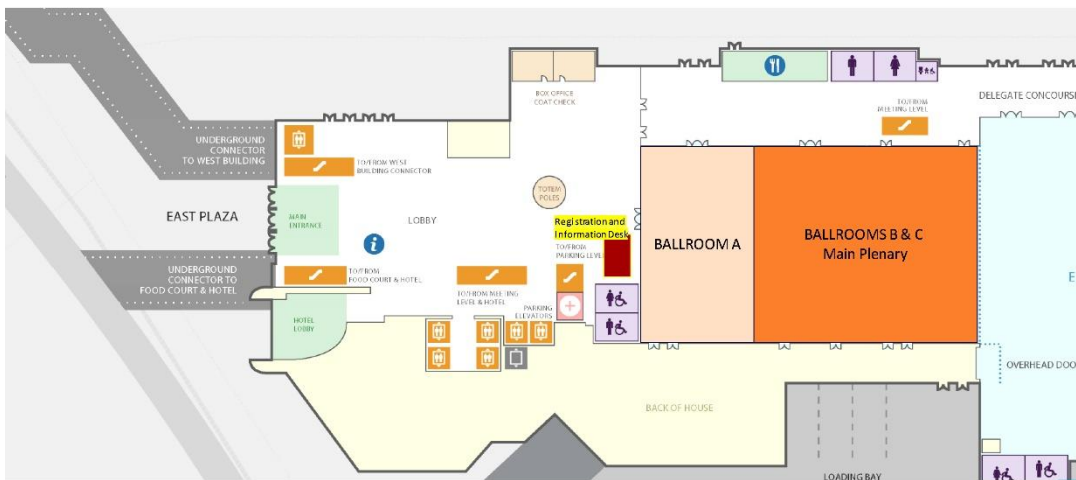 BOX OFFICE
COAT CHECK
TO/FROM
MEETING LEVEL
DELEGATE CONCOURSE
UNDERGROUND
CONNECTOR
TO WEST BUILDING
TO/FROM WEST
BUILDING CONNECTOR
EAST PLAZA
MAIN
ENTRANCE
LOBBY
TOTEM
POLES
Registration and
Information Desk
TO/FROM
PARKING LEVEL
BALLROOM A
BALLROOMS B & C
Main Plenary
E
UNDERGROUND
CONNECTOR TO
FOOD COURT & HOTEL
TO/FROM
FOOD COURT & HOTEL
TO/FROM MEETING
LEVEL & HOTEL
PARKING
ELEVATORS
HOTEL
LOBBY
OVERHEAD DOO
BACK OF HOUSE
LOADING BAY